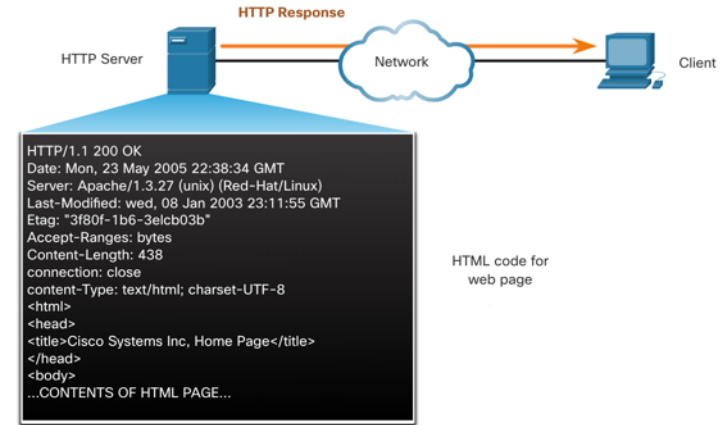 HTTP Response
HTTP Server
Network
Client
HTTP/1.1 200 OK
Date: Mon, 23 May 2005 22:38:34 GMT
Server: Apache/1.3.27 (unix) (Red-Hat/Linux)
Last-Modified: wed, 08 Jan 2003 23:11:55 GMT
Etag: "3f80f-1b6-3elcb03b"
Accept-Ranges: bytes
Content-Length: 438
connection: close
content-Type: text/html; charset-UTF-8
<html>
<head>
<title>Cisco Systems Inc, Home Page</title>
</head>
<body>
...CONTENTS OF HTML PAGE...
HTML code for
web page